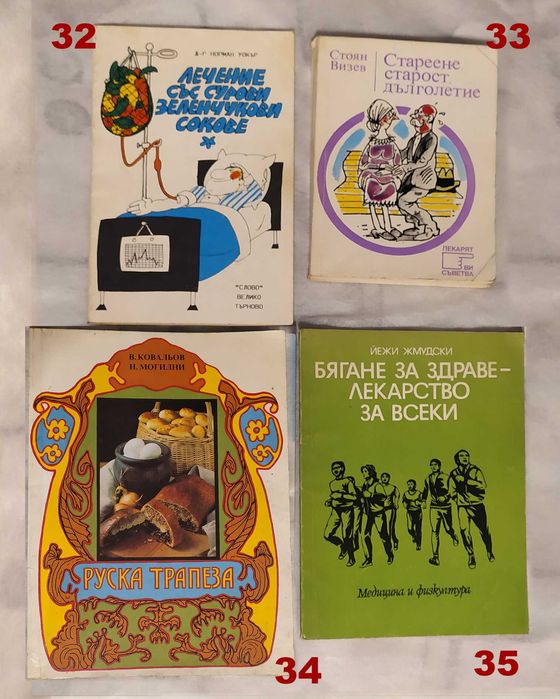 32
Д-Р НОРМАН УОКЪР
ЛЕЧЕНИЕ
СЪС СУРОВИ
ЗЕЛЕНЧУКОВИ
СОКОВЕ
"СЛОВО"
ВЕЛИКО
ТЪРНОВО
33
Стоян
Визев
Стареене
старост
дълголетие
ЛЕКАРЯТ
ВИ
СЪВЕТВА
34
В. КОВАЛЬОВ
Н. МОГИЛНИ
РУСКА ТРАПЕЗА
35
ЙЕЖИ ЖМУДСКИ
БЯГАНЕ ЗА ЗДРАВЕ –
ЛЕКАРСТВО
ЗА ВСЕКИ
Медицина и физкултура